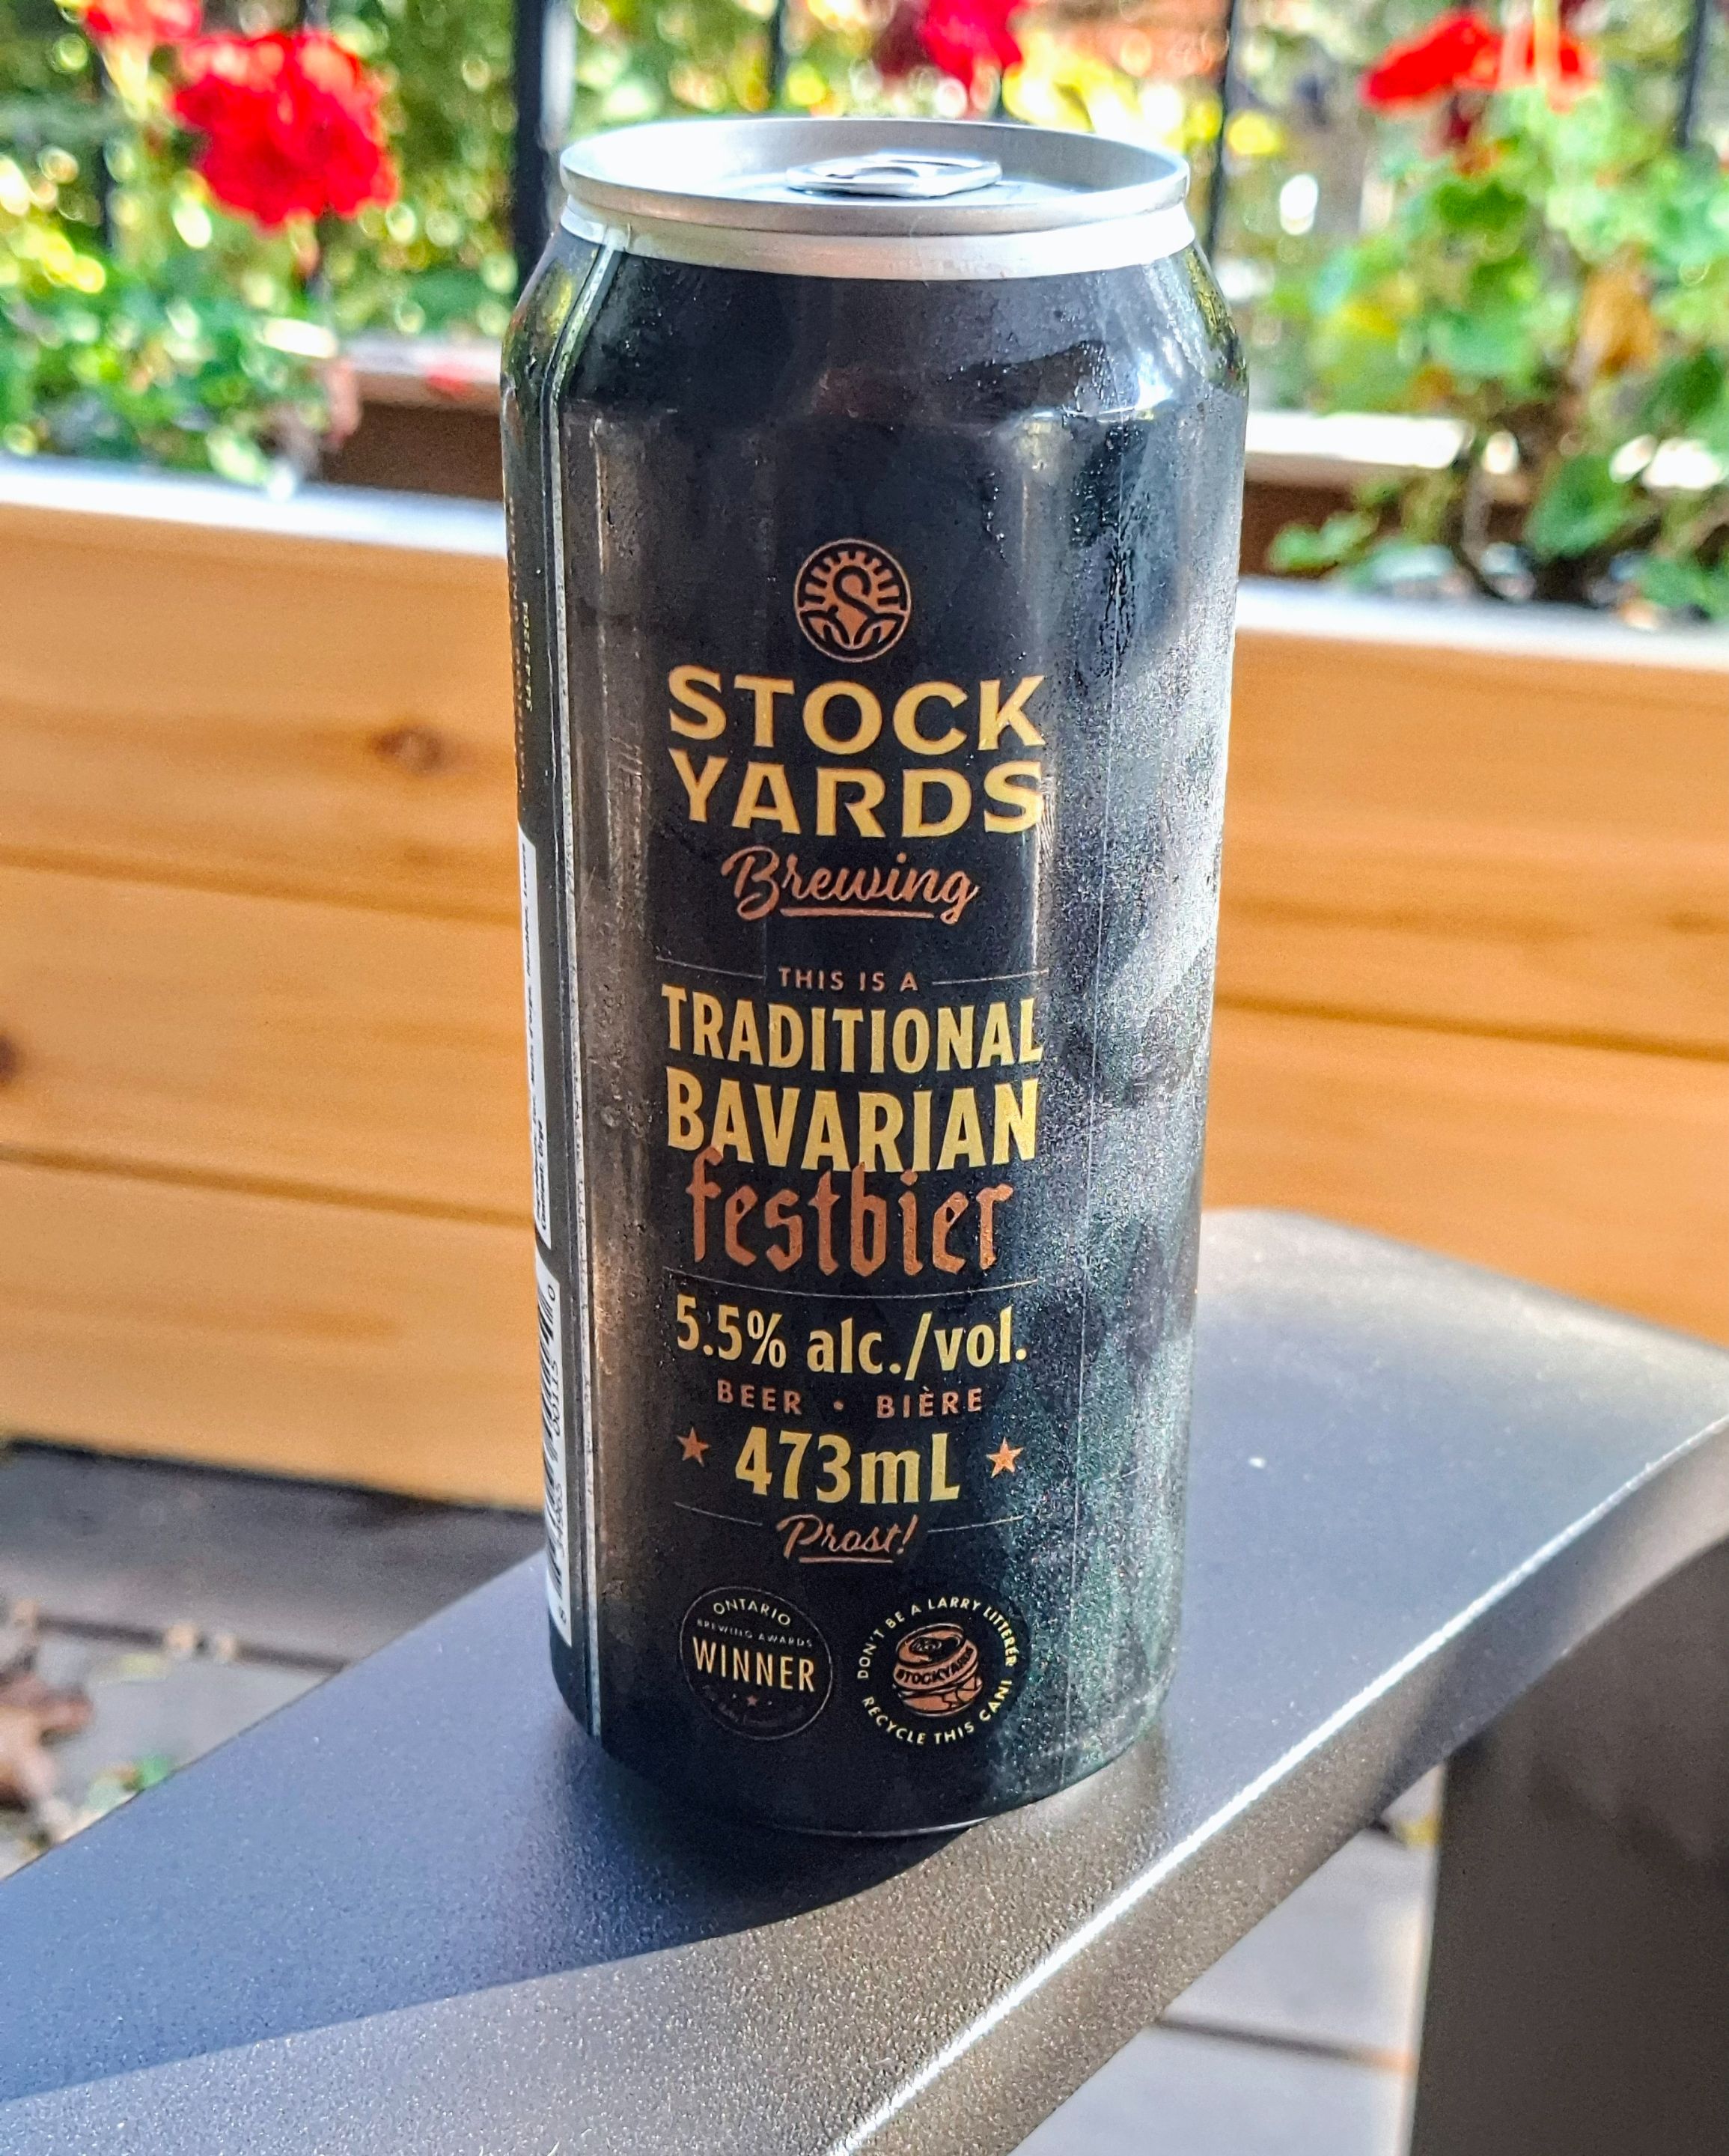 STOCK
YARDS
Brewing
THIS IS A
TRADITIONAL
BAVARIAN
festbier
5.5% alc./vol.
BEER • BIÈRE
★ 473mL ★
Prost!
ONTARIO
BREWING AWARDS
WINNER
DON'T BE A LARRY LITTERER
STOCKYARDS
RECYCLE THIS CAN!